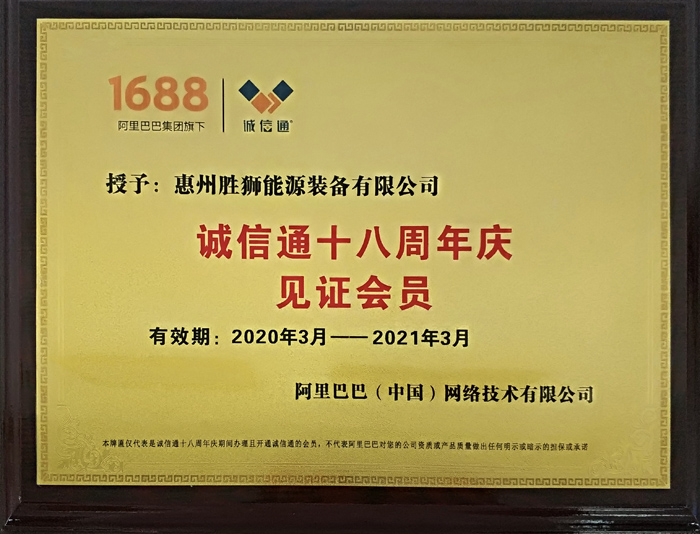 1688
阿里巴巴集团旗下
诚信通®
授予：惠州胜狮能源装备有限公司
诚信通十八周年庆
见证会员
有效期：2020年3月——2021年3月
阿里巴巴（中国）网络技术有限公司
本牌匾仅代表是诚信通十八周年庆期间办理且开通诚信通的会员，不代表阿里巴巴对您的公司资质或产品质量做出任何明示或暗示的担保或承诺